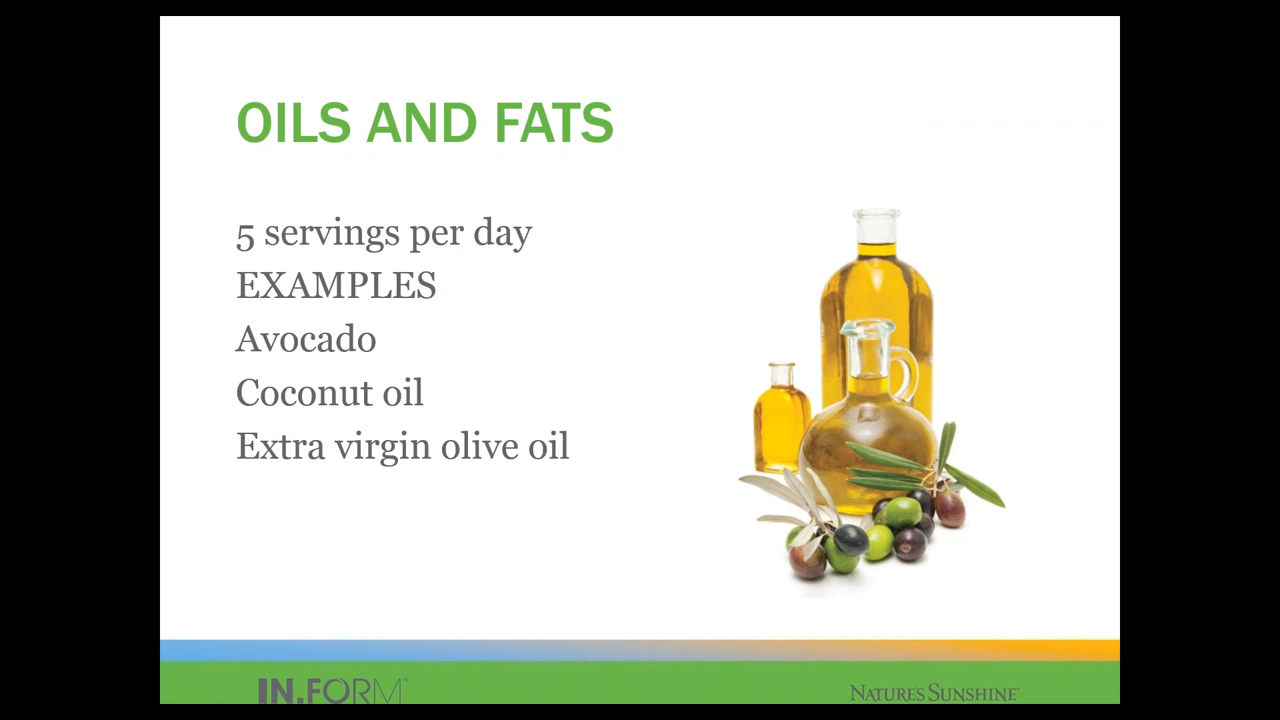 OILS AND FATS
5 servings per day
EXAMPLES
Avocado
Coconut oil
Extra virgin olive oil
IN.FORM
NATURE'S SUNSHINE